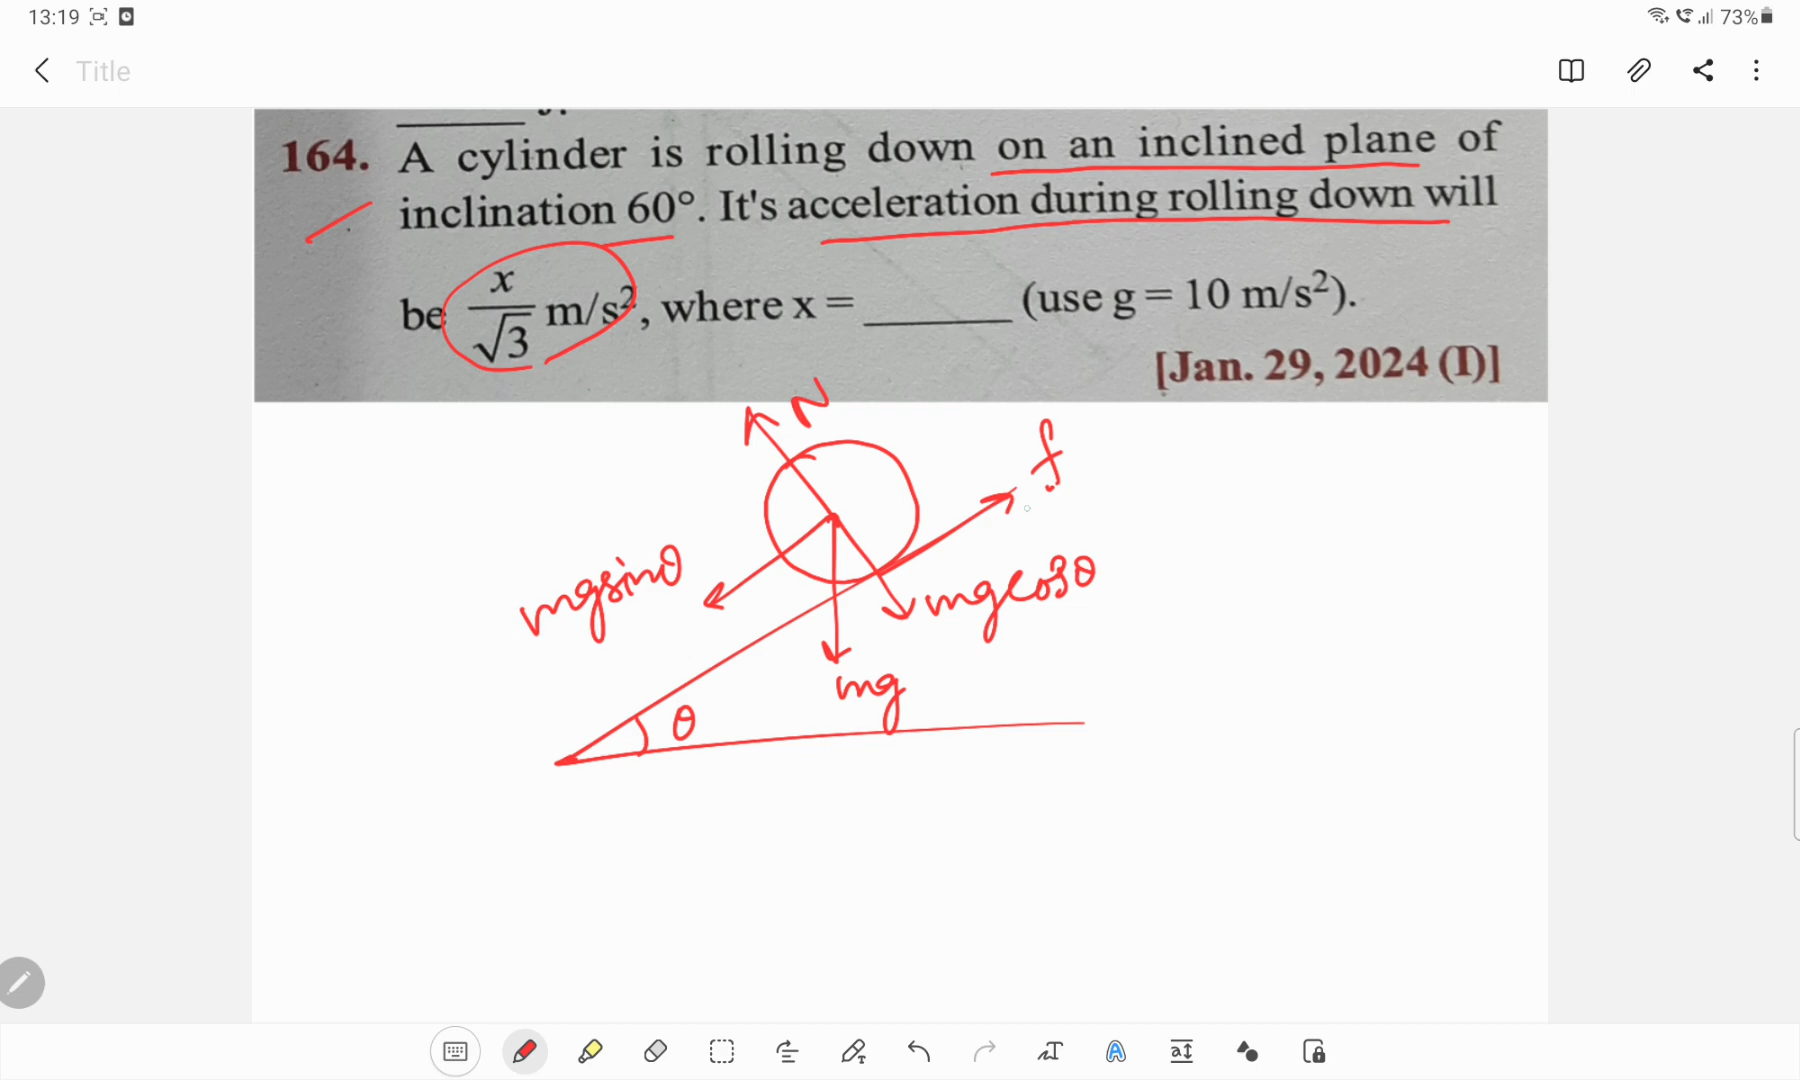 13:19
73%
Title
164. A cylinder is rolling down on an inclined plane of
inclination 60°. It's acceleration during rolling down will
be x/√3 m/s², where x = ______ (use g = 10 m/s²).
[Jan. 29, 2024 (I)]
N
f
mgsinθ
mgcosθ
mg
θ